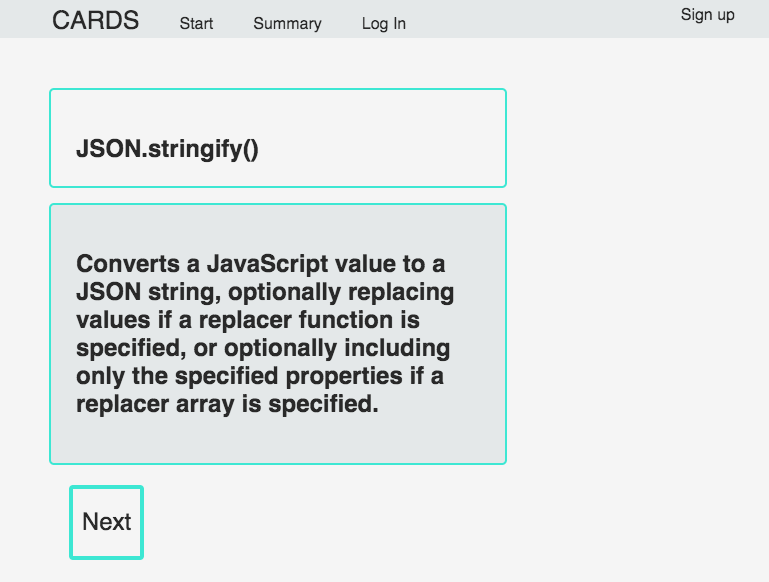 CARDS Start Summary Log In Sign up
JSON.stringify()
Converts a JavaScript value to a
JSON string, optionally replacing
values if a replacer function is
specified, or optionally including
only the specified properties if a
replacer array is specified.
Next